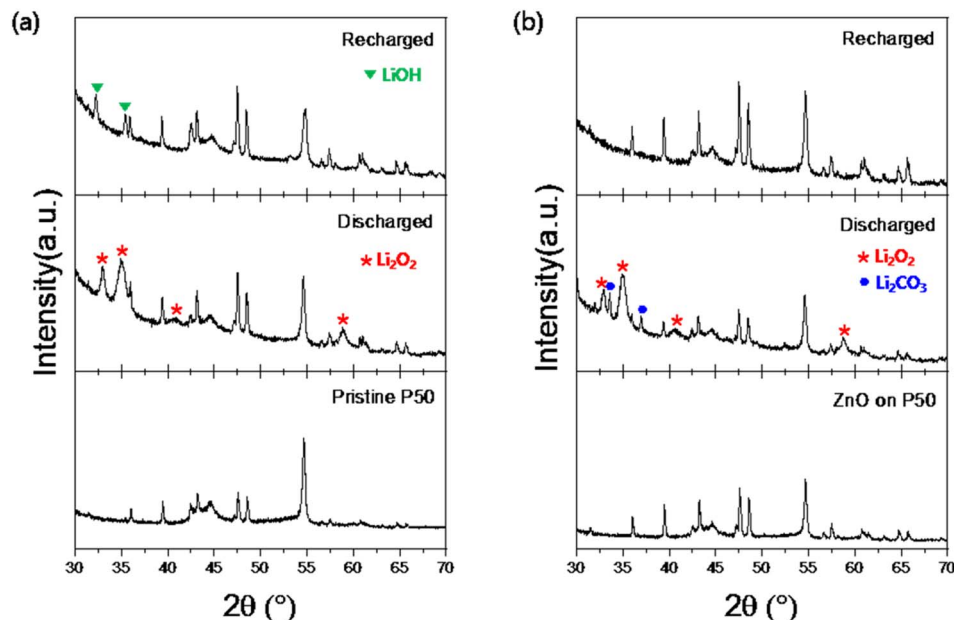 (a)
Recharged
LiOH
Discharged
Li₂O₂
Pristine P50
Intensity(a.u.)
30 35 40 45 50 55 60 65 70
2θ (°)
(b)
Recharged
Discharged
Li₂O₂
Li₂CO₃
ZnO on P50
Intensity(a.u.)
30 35 40 45 50 55 60 65 70
2θ (°)